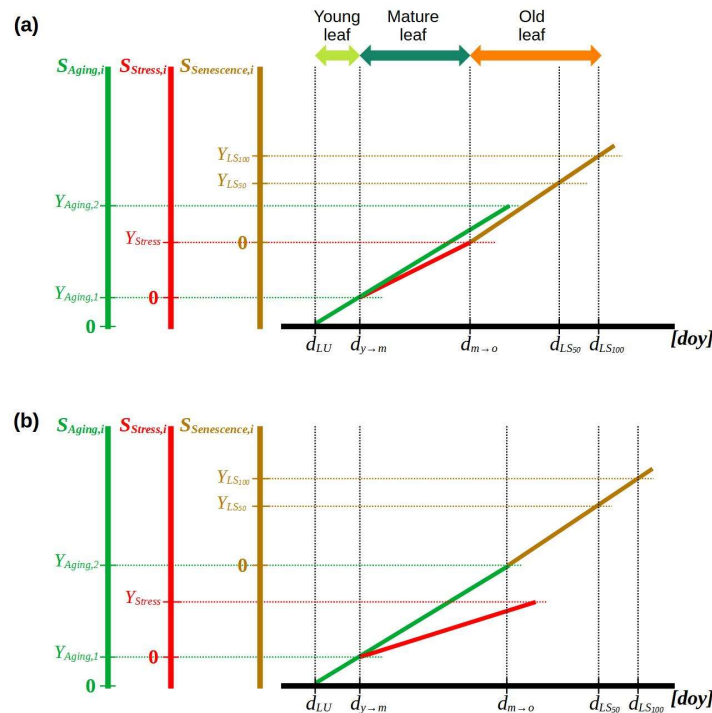 (a)
Young leaf
Mature leaf
Old leaf
S_Aging,i S_Stress,i S_Senescence,i
Y_LS100
Y_LS50
Y_Aging,2
Y_Stress
0
Y_Aging,1
0
0
d_LU d_y→m d_m→o d_LS50 d_LS100 [doy]
(b)
S_Aging,i S_Stress,i S_Senescence,i
Y_LS100
Y_LS50
Y_Aging,2
0
Y_Stress
Y_Aging,1
0
0
d_LU d_y→m d_m→o d_LS50 d_LS100 [doy]